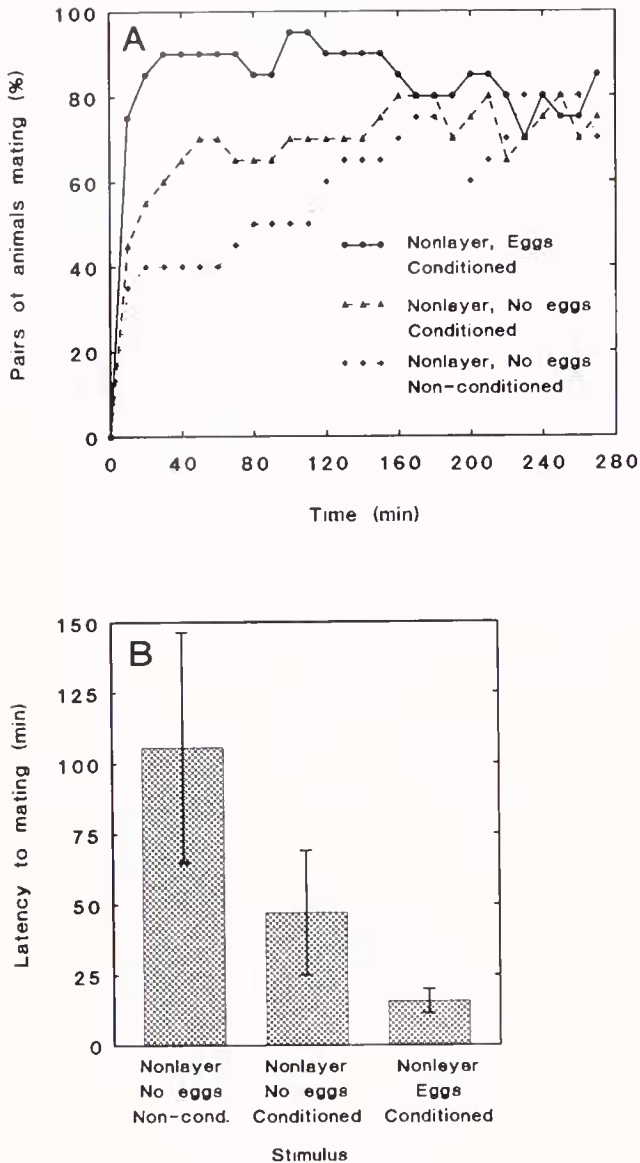 A
100
80
60
40
20
0
Pairs of animals mating (%)
Nonlayer, Eggs
Conditioned
Nonlayer, No eggs
Conditioned
Nonlayer, No eggs
Non-conditioned
0 40 80 120 160 200 240 280
Time (min)
B
150
125
100
75
50
25
0
Latency to mating (min)
Nonlayer Nonlayer Nonlayer
No eggs No eggs Eggs
Non-cond. Conditioned Conditioned
Stimulus